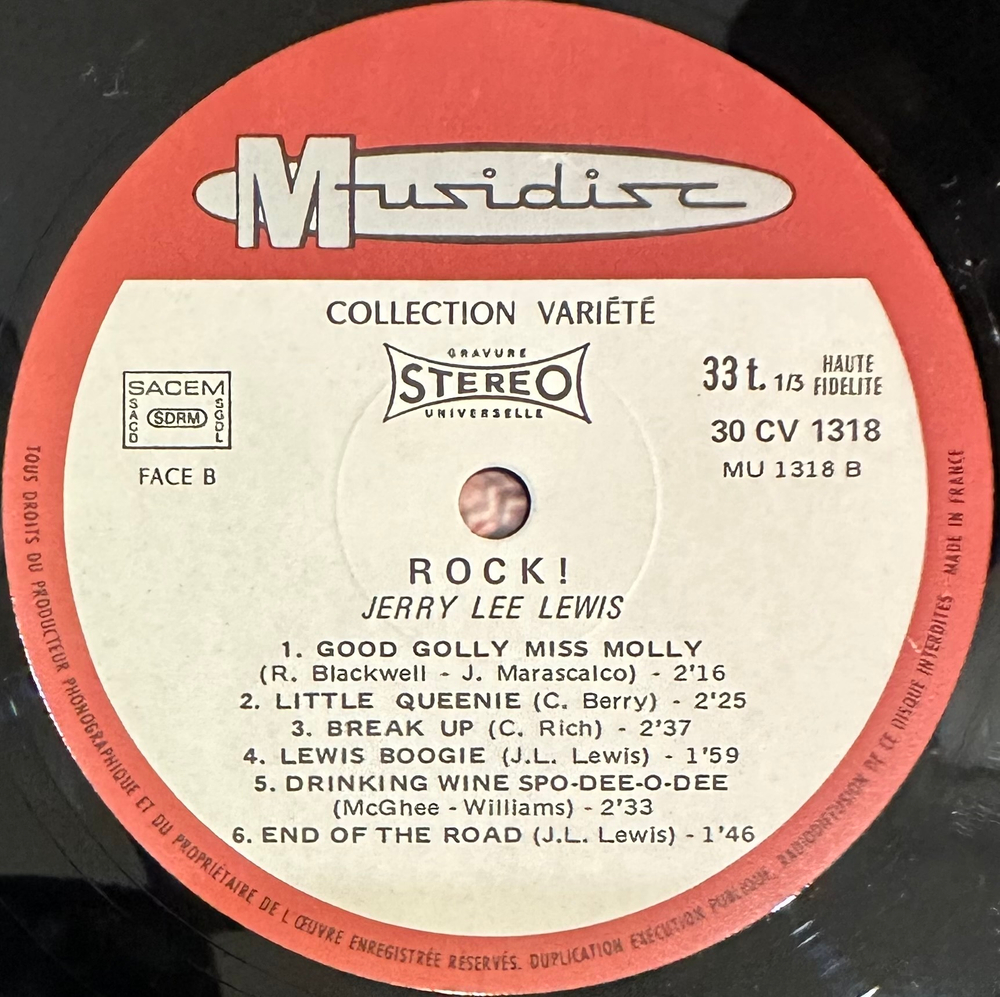 Musidisc
COLLECTION VARIÉTÉ
GRAVURE
STEREO
UNIVERSELLE
SACEM
SACD
SDRM
SGDL
FACE B
33 t. 1/3 HAUTE FIDELITE
30 CV 1318
MU 1318 B
ROCK!
JERRY LEE LEWIS
1. GOOD GOLLY MISS MOLLY
(R. Blackwell - J. Marascalco) - 2'16
2. LITTLE QUEENIE (C. Berry) - 2'25
3. BREAK UP (C. Rich) - 2'37
4. LEWIS BOOGIE (J.L. Lewis) - 1'59
5. DRINKING WINE SPO-DEE-O-DEE
(McGhee - Williams) - 2'33
6. END OF THE ROAD (J.L. Lewis) - 1'46
TOUS DROITS DU PRODUCTEUR PHONOGRAPHIQUE ET DU PROPRIÉTAIRE DE L'ŒUVRE ENREGISTRÉE RÉSERVÉS. DUPLICATION EXÉCUTION PUBLIQUE, RADIODIFFUSION DE CE DISQUE INTERDITES - MADE IN FRANCE